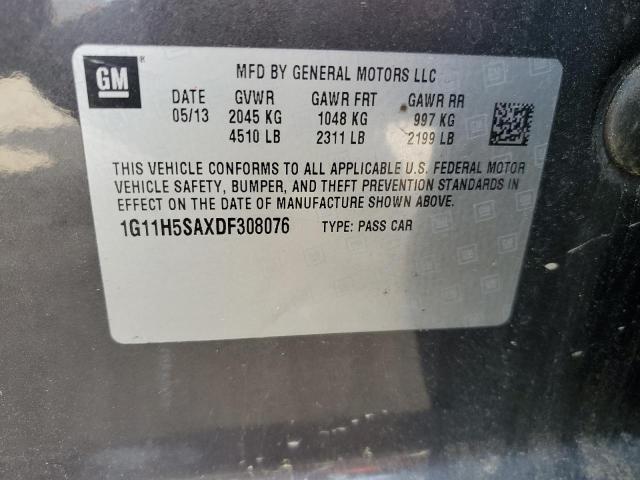 GM ®
MFD BY GENERAL MOTORS LLC
DATE GVWR GAWR FRT GAWR RR
05/13 2045 KG 1048 KG 997 KG
4510 LB 2311 LB 2199 LB
THIS VEHICLE CONFORMS TO ALL APPLICABLE U.S. FEDERAL MOTOR
VEHICLE SAFETY, BUMPER, AND THEFT PREVENTION STANDARDS IN
EFFECT ON THE DATE OF MANUFACTURE SHOWN ABOVE.
1G11H5SAXDF308076 TYPE: PASS CAR